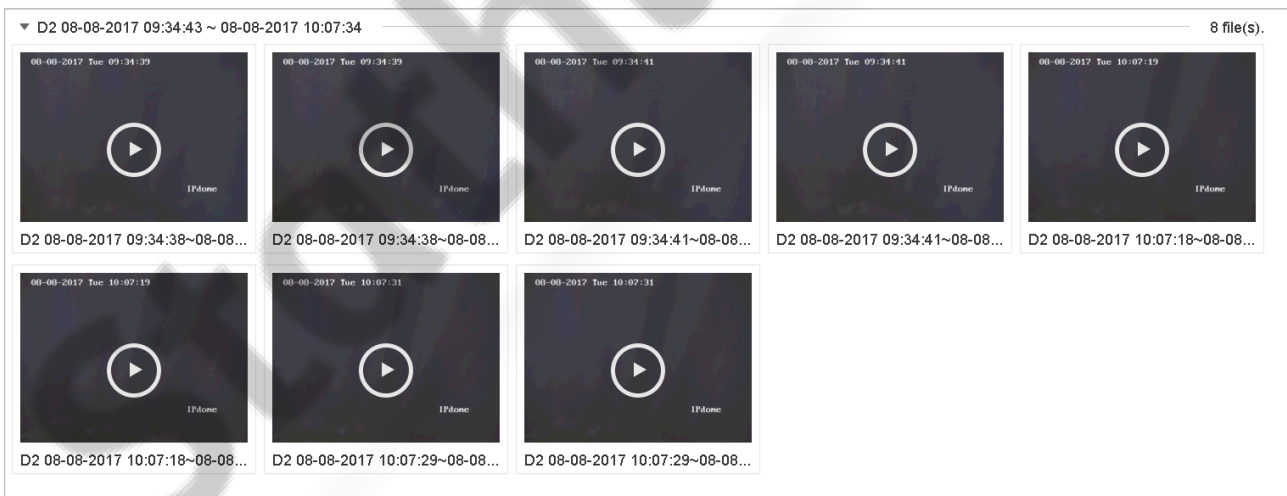 D2 08-08-2017 09:34:43 ~ 08-08-2017 10:07:34 8 file(s).
08-08-2017 Tue 09:34:39
IPdome
D2 08-08-2017 09:34:38~08-08...
08-08-2017 Tue 09:34:39
IPdome
D2 08-08-2017 09:34:38~08-08...
08-08-2017 Tue 09:34:41
IPdome
D2 08-08-2017 09:34:41~08-08...
08-08-2017 Tue 09:34:41
IPdome
D2 08-08-2017 09:34:41~08-08...
08-08-2017 Tue 10:07:19
IPdome
D2 08-08-2017 10:07:18~08-08...
08-08-2017 Tue 10:07:19
IPdome
D2 08-08-2017 10:07:18~08-08...
08-08-2017 Tue 10:07:31
IPdome
D2 08-08-2017 10:07:29~08-08...
08-08-2017 Tue 10:07:31
IPdome
D2 08-08-2017 10:07:29~08-08...